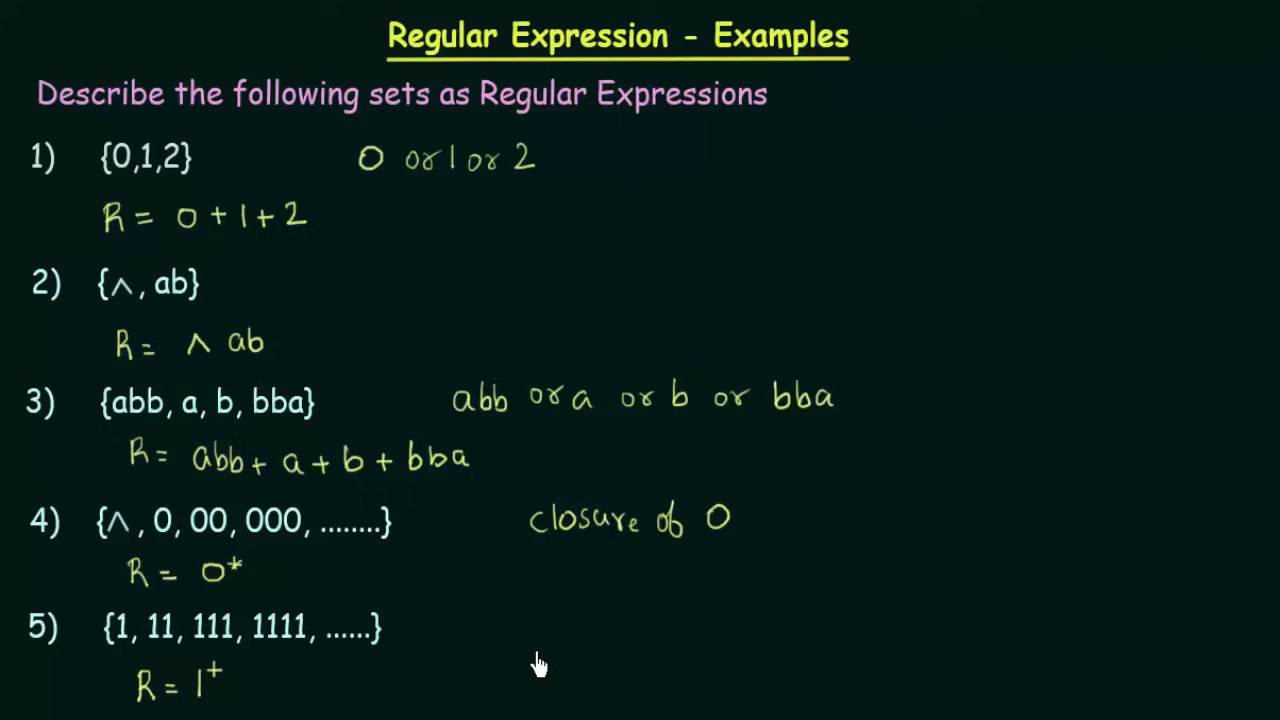 Regular Expression - Examples
Describe the following sets as Regular Expressions
1) {0,1,2} 0 or 1 or 2
R = 0 + 1 + 2
2) {∧, ab}
R = ∧ ab
3) {abb, a, b, bba} abb or a or b or bba
R = abb + a + b + bba
4) {∧, 0, 00, 000, ........} closure of 0
R = 0*
5) {1, 11, 111, 1111, ......}
R = 1⁺